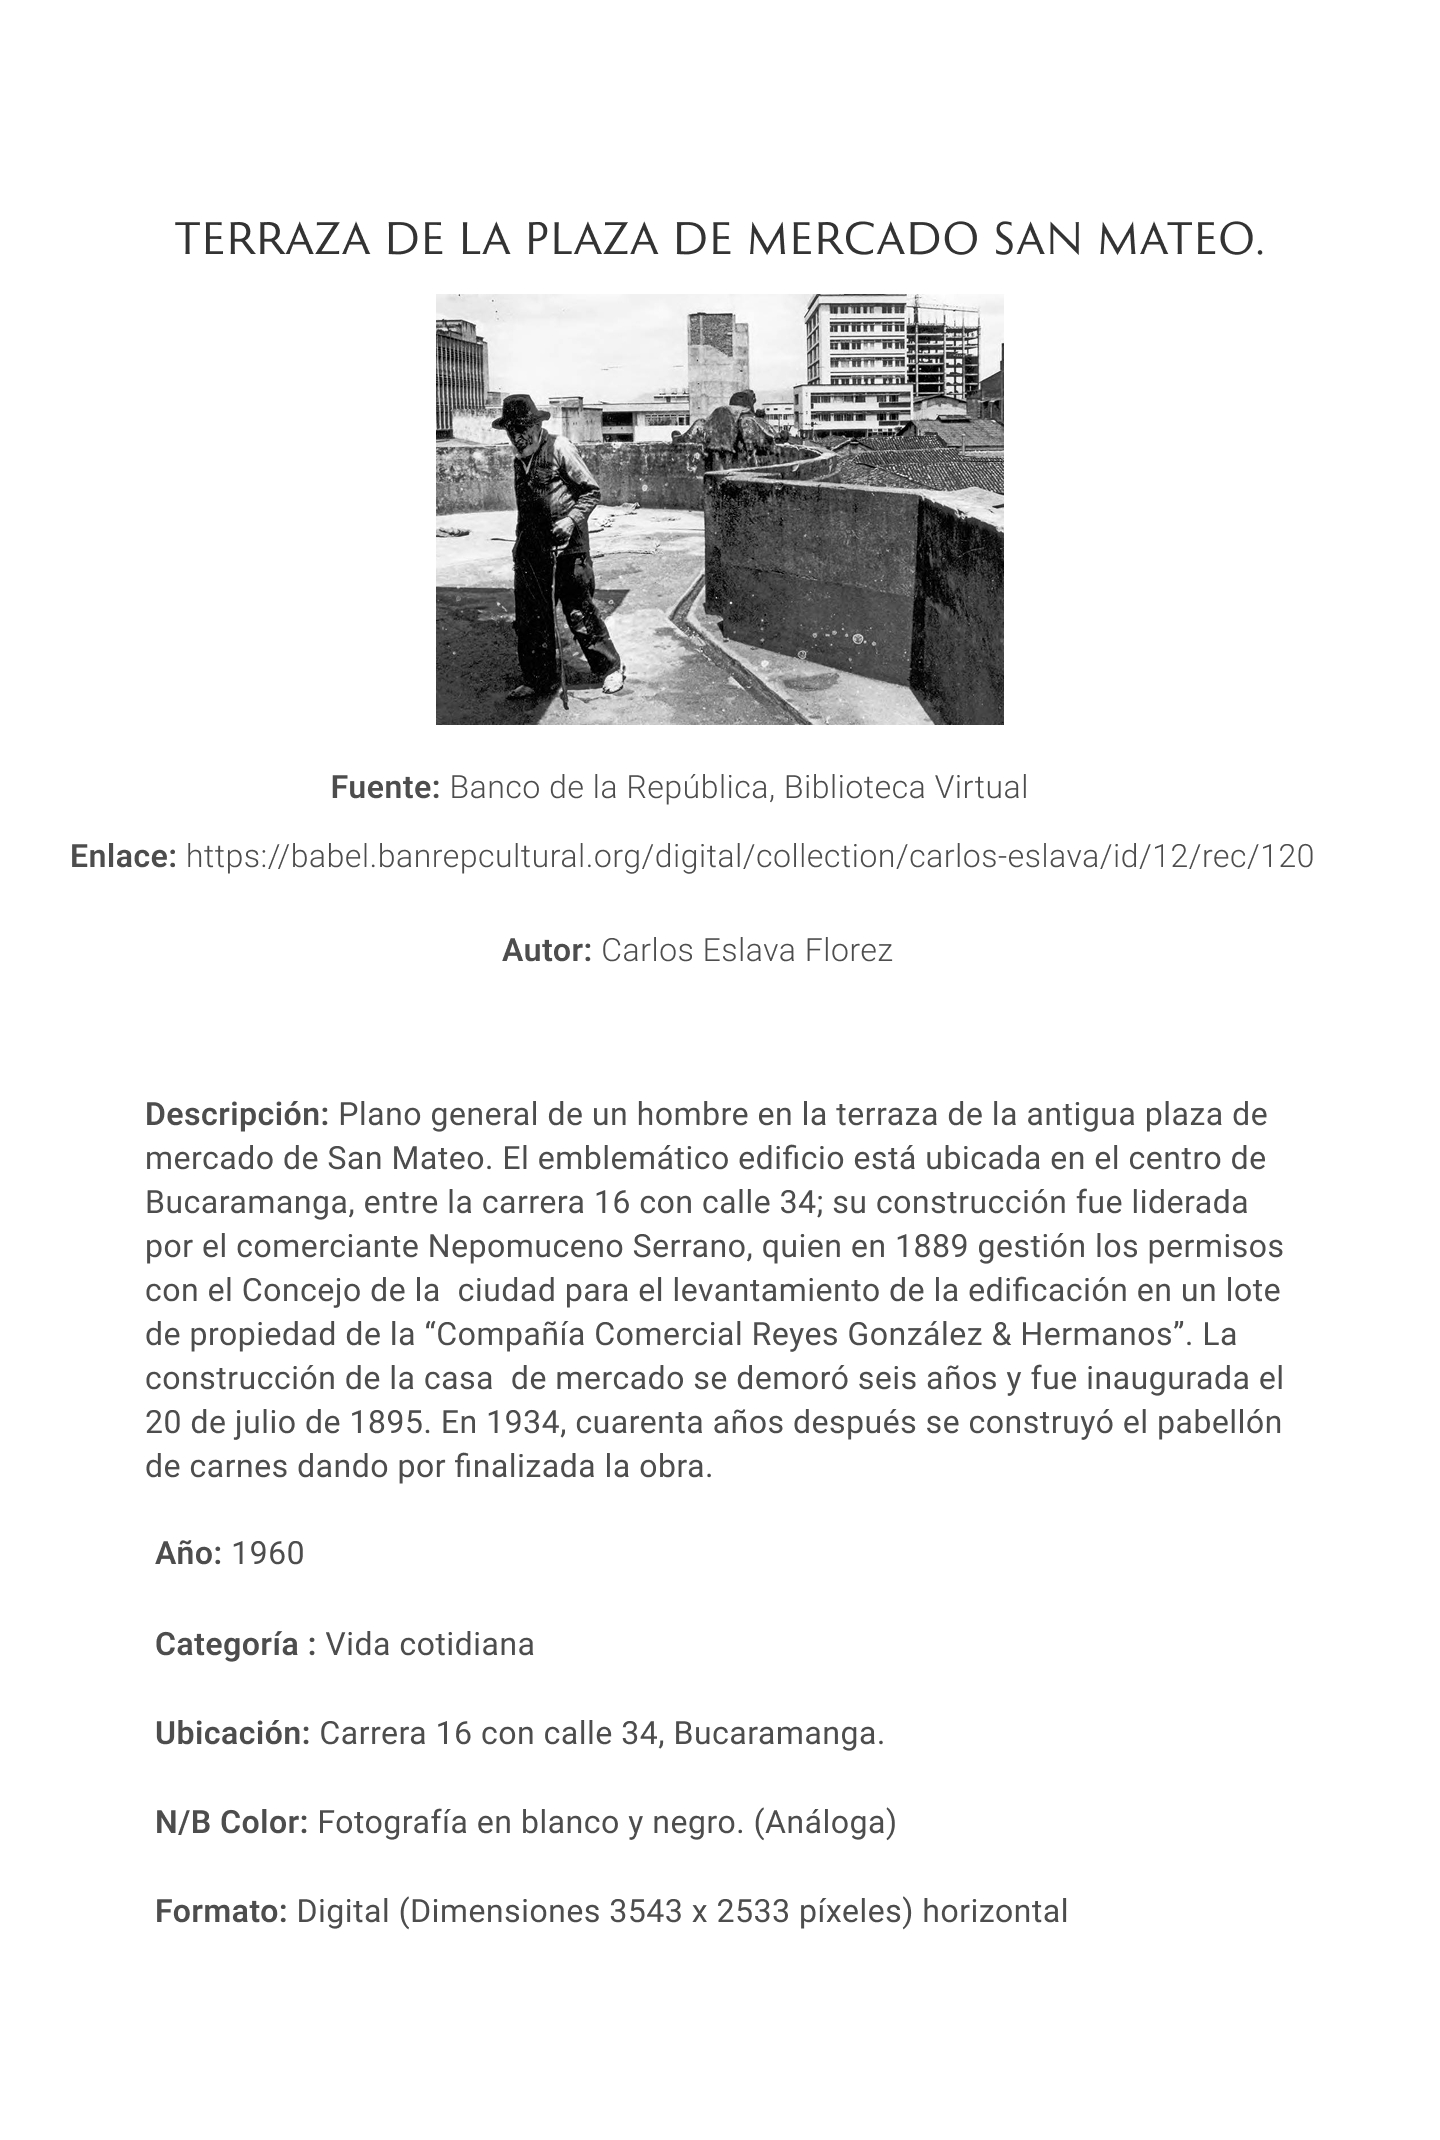 TERRAZA DE LA PLAZA DE MERCADO SAN MATEO.
Fuente: Banco de la República, Biblioteca Virtual
Enlace: https://babel.banrepcultural.org/digital/collection/carlos-eslava/id/12/rec/120
Autor: Carlos Eslava Florez
Descripción: Plano general de un hombre en la terraza de la antigua plaza de
mercado de San Mateo. El emblemático edificio está ubicada en el centro de
Bucaramanga, entre la carrera 16 con calle 34; su construcción fue liderada
por el comerciante Nepomuceno Serrano, quien en 1889 gestión los permisos
con el Concejo de la  ciudad para el levantamiento de la edificación en un lote
de propiedad de la “Compañía Comercial Reyes González & Hermanos”. La
construcción de la casa  de mercado se demoró seis años y fue inaugurada el
20 de julio de 1895. En 1934, cuarenta años después se construyó el pabellón
de carnes dando por finalizada la obra.
Año: 1960
Categoría : Vida cotidiana
Ubicación: Carrera 16 con calle 34, Bucaramanga.
N/B Color: Fotografía en blanco y negro. (Análoga)
Formato: Digital (Dimensiones 3543 x 2533 píxeles) horizontal